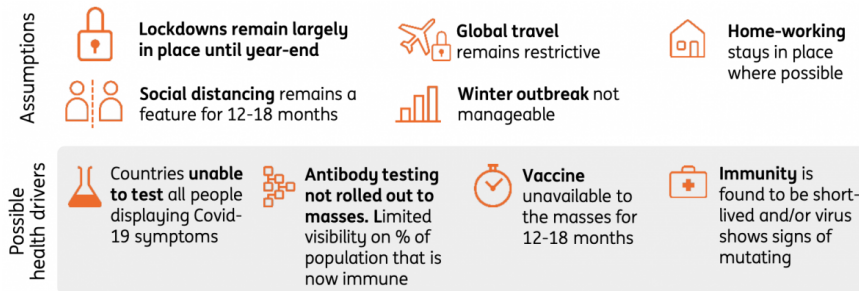 Assumptions
Lockdowns remain largely
in place until year-end
Global travel
remains restrictive
Home-working
stays in place
where possible
Social distancing remains a
feature for 12-18 months
Winter outbreak not
manageable
Possible
health drivers
Countries unable
to test all people
displaying Covid-
19 symptoms
Antibody testing
not rolled out to
masses. Limited
visibility on % of
population that is
now immune
Vaccine
unavailable to
the masses for
12-18 months
Immunity is
found to be short-
lived and/or virus
shows signs of
mutating